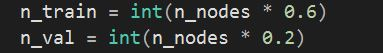 n_train = int(n_nodes * 0.6)
n_val = int(n_nodes * 0.2)